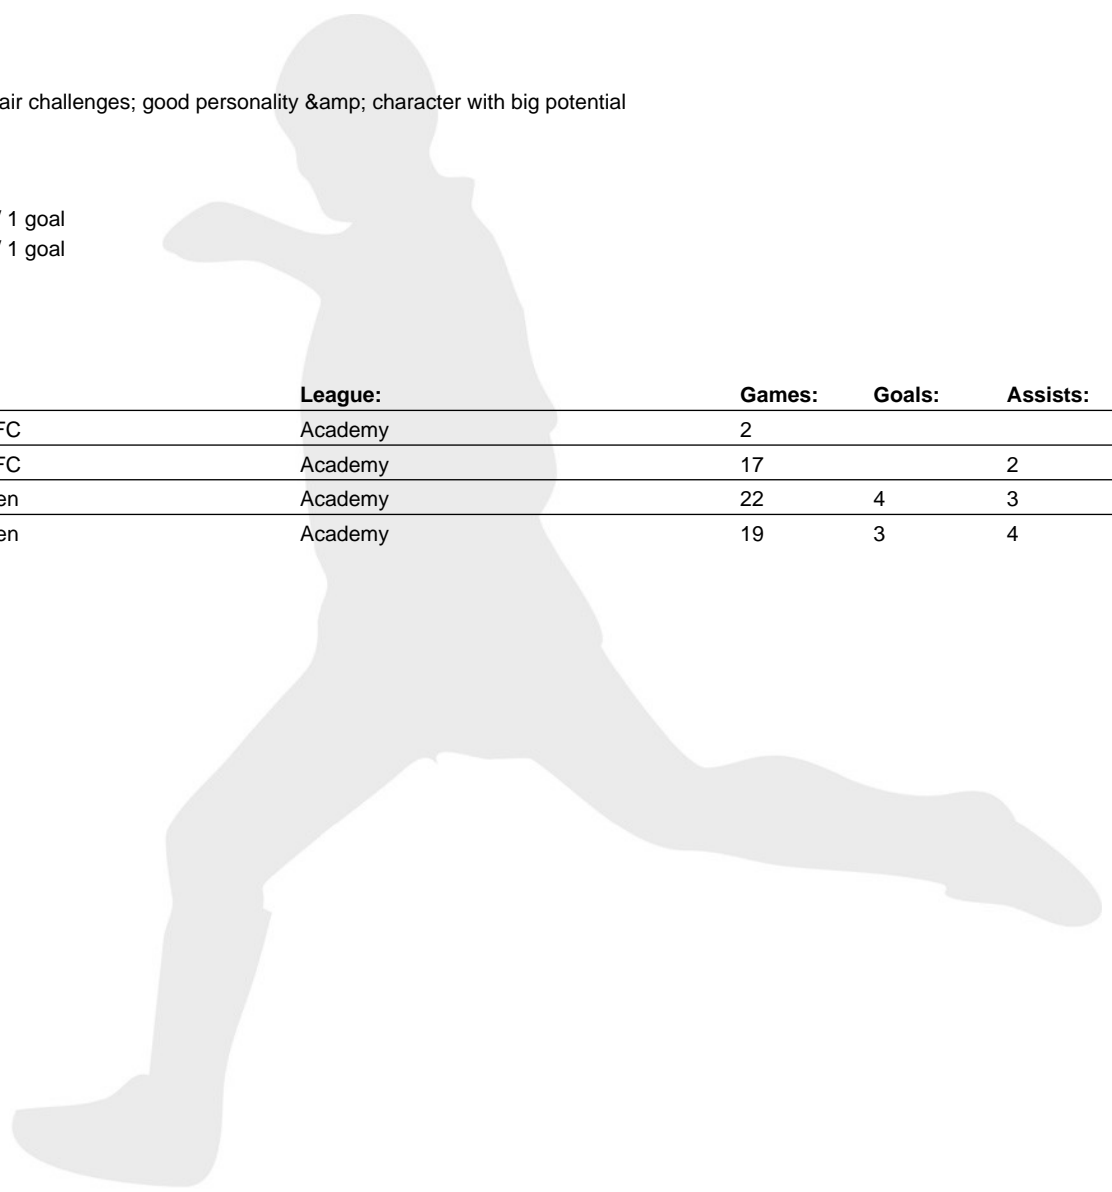 air challenges; good personality &amp; character with big potential
/ 1 goal
/ 1 goal
League: Games: Goals: Assists:
FC Academy 2
FC Academy 17 2
en Academy 22 4 3
en Academy 19 3 4